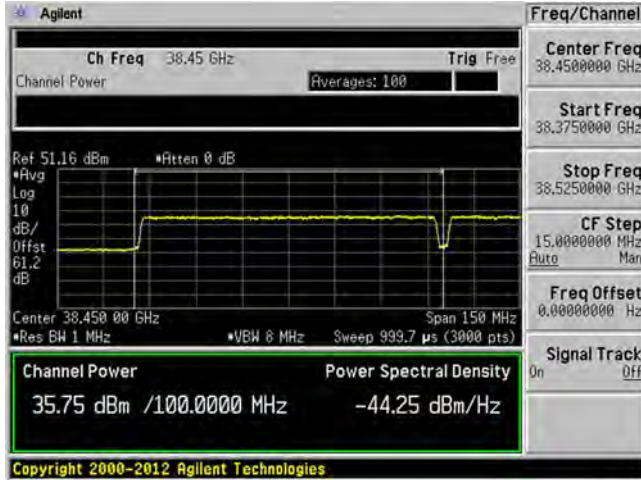 Agilent
Freq/Channel
Ch Freq 38.45 GHz Trig Free
Channel Power Averages: 100
Ref 51.16 dBm *Atten 0 dB
*Avg
Log
10
dB/
Offst
61.2
dB
Center 38.450 00 GHz Span 150 MHz
*Res BW 1 MHz *VBW 8 MHz Sweep 999.7 µs (3000 pts)
Channel Power Power Spectral Density
35.75 dBm /100.0000 MHz -44.25 dBm/Hz
Center Freq
38.4500000 GHz
Start Freq
38.3750000 GHz
Stop Freq
38.5250000 GHz
CF Step
15.0000000 MHz
Auto Man
Freq Offset
0.00000000 Hz
Signal Track
On Off
Copyright 2000-2012 Agilent Technologies